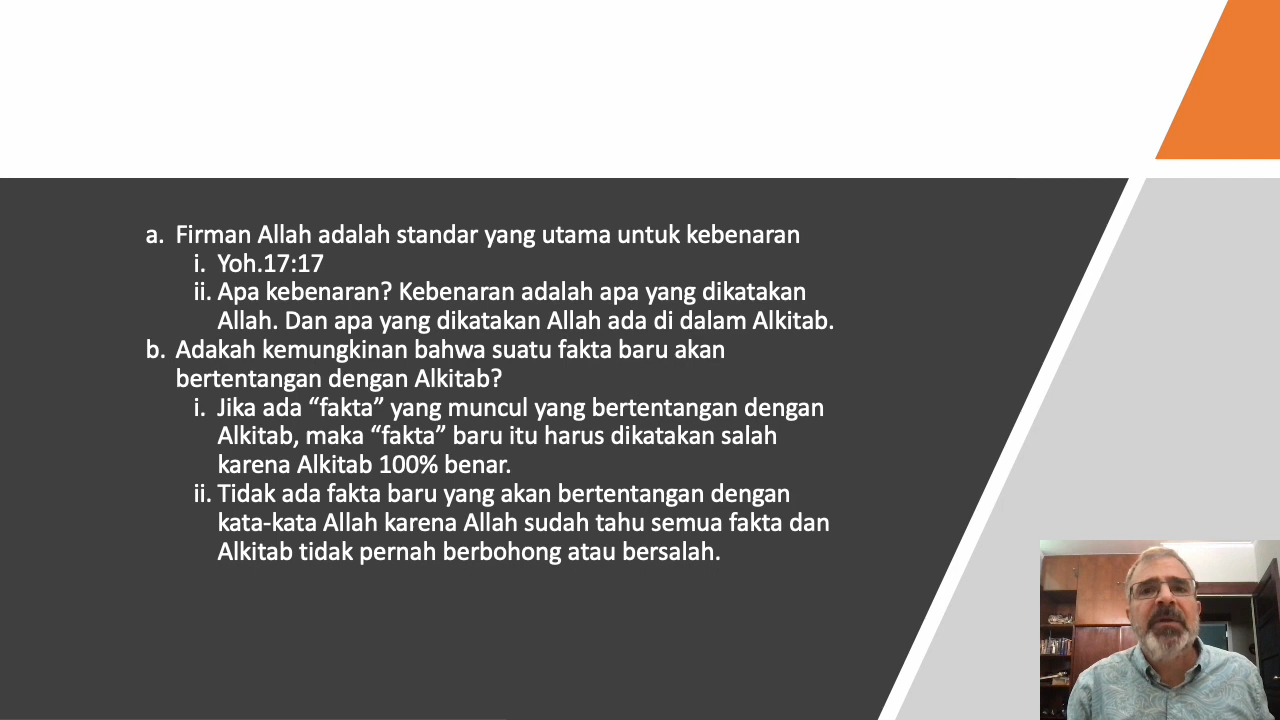 a. Firman Allah adalah standar yang utama untuk kebenaran
i. Yoh.17:17
ii. Apa kebenaran? Kebenaran adalah apa yang dikatakan
Allah. Dan apa yang dikatakan Allah ada di dalam Alkitab.
b. Adakah kemungkinan bahwa suatu fakta baru akan
bertentangan dengan Alkitab?
i. Jika ada “fakta” yang muncul yang bertentangan dengan
Alkitab, maka “fakta” baru itu harus dikatakan salah
karena Alkitab 100% benar.
ii. Tidak ada fakta baru yang akan bertentangan dengan
kata-kata Allah karena Allah sudah tahu semua fakta dan
Alkitab tidak pernah berbohong atau bersalah.